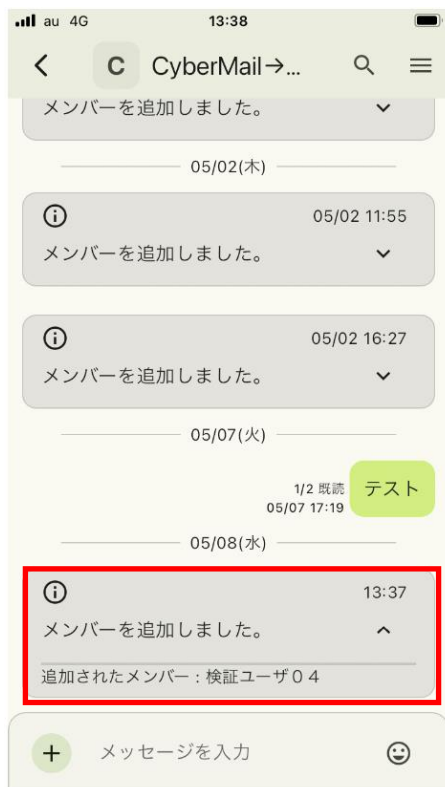 au 4G 13:38
C CyberMail→...
メンバーを追加しました。
05/02(木)
05/02 11:55
メンバーを追加しました。
05/02 16:27
メンバーを追加しました。
05/07(火)
1/2 既読 テスト
05/07 17:19
05/08(水)
13:37
メンバーを追加しました。
追加されたメンバー：検証ユーザ０４
メッセージを入力